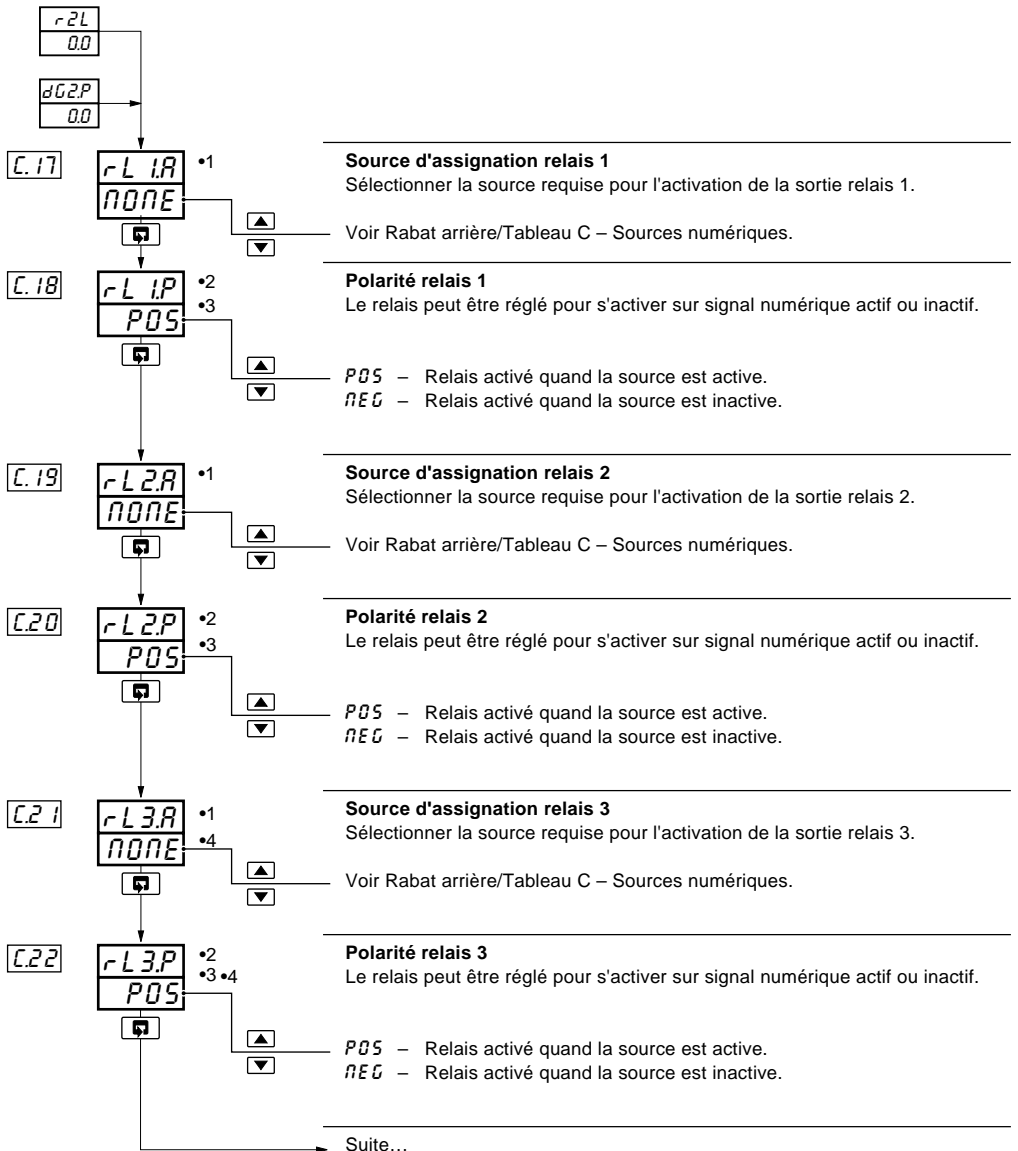 r2L
0.0
dG2.P
0.0
C.17
rL1.A •1
NONE
Source d'assignation relais 1
Sélectionner la source requise pour l'activation de la sortie relais 1.
Voir Rabat arrière/Tableau C – Sources numériques.
C.18
rL1.P •2
POS •3
Polarité relais 1
Le relais peut être réglé pour s'activer sur signal numérique actif ou inactif.
POS – Relais activé quand la source est active.
NEG – Relais activé quand la source est inactive.
C.19
rL2.A •1
NONE
Source d'assignation relais 2
Sélectionner la source requise pour l'activation de la sortie relais 2.
Voir Rabat arrière/Tableau C – Sources numériques.
C.20
rL2.P •2
POS •3
Polarité relais 2
Le relais peut être réglé pour s'activer sur signal numérique actif ou inactif.
POS – Relais activé quand la source est active.
NEG – Relais activé quand la source est inactive.
C.21
rL3.A •1
NONE •4
Source d'assignation relais 3
Sélectionner la source requise pour l'activation de la sortie relais 3.
Voir Rabat arrière/Tableau C – Sources numériques.
C.22
rL3.P •2
POS •3 •4
Polarité relais 3
Le relais peut être réglé pour s'activer sur signal numérique actif ou inactif.
POS – Relais activé quand la source est active.
NEG – Relais activé quand la source est inactive.
Suite…